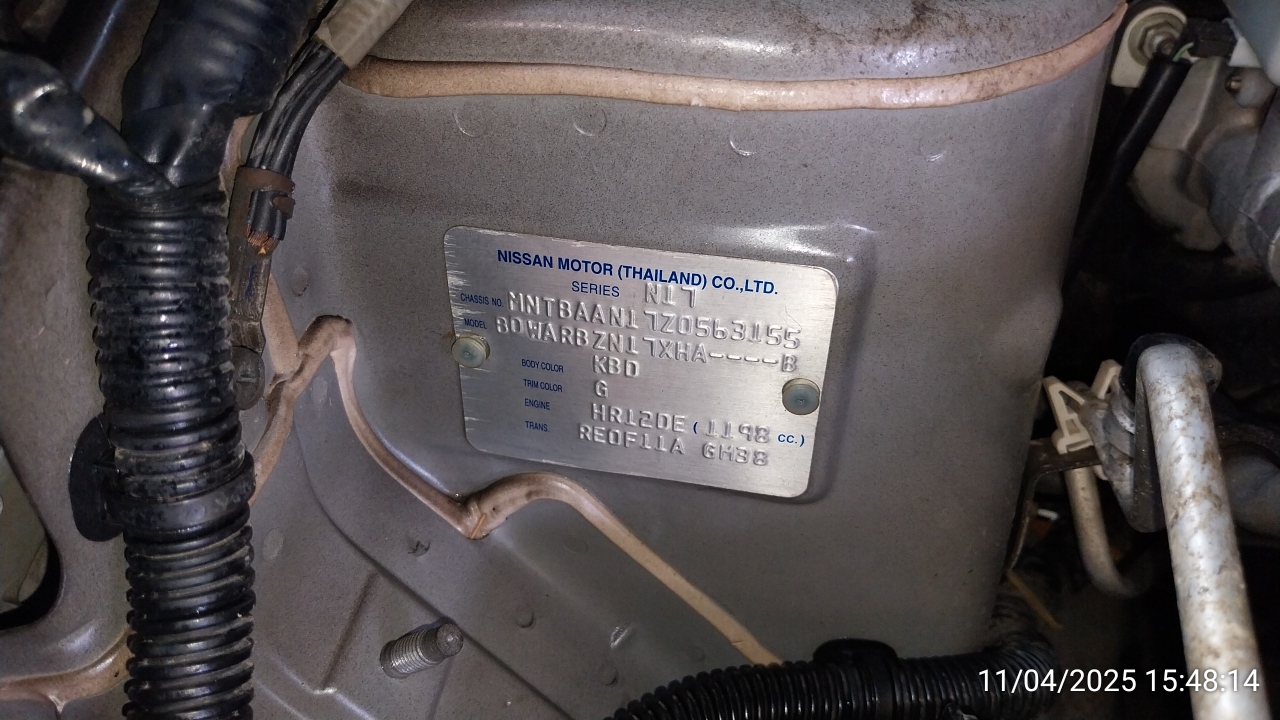 NISSAN MOTOR (THAILAND) CO.,LTD.
SERIES N17
CHASSIS NO. MNTBAAN17Z0563155
MODEL BDWARBZN17XHA----B
BODY COLOR KBD
TRIM COLOR G
ENGINE HR12DE (1198 CC.)
TRANS. RE0F11A GH38
11/04/2025 15:48:14